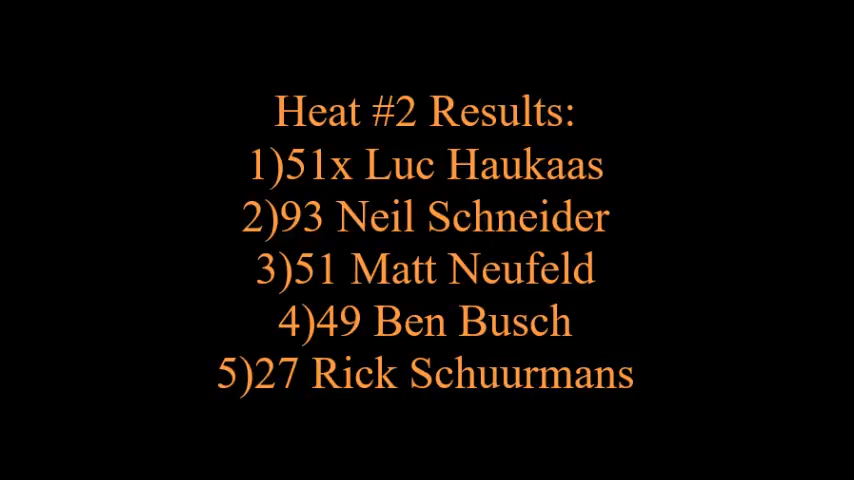 Heat #2 Results:
1)51x Luc Haukaas
2)93 Neil Schneider
3)51 Matt Neufeld
4)49 Ben Busch
5)27 Rick Schuurmans